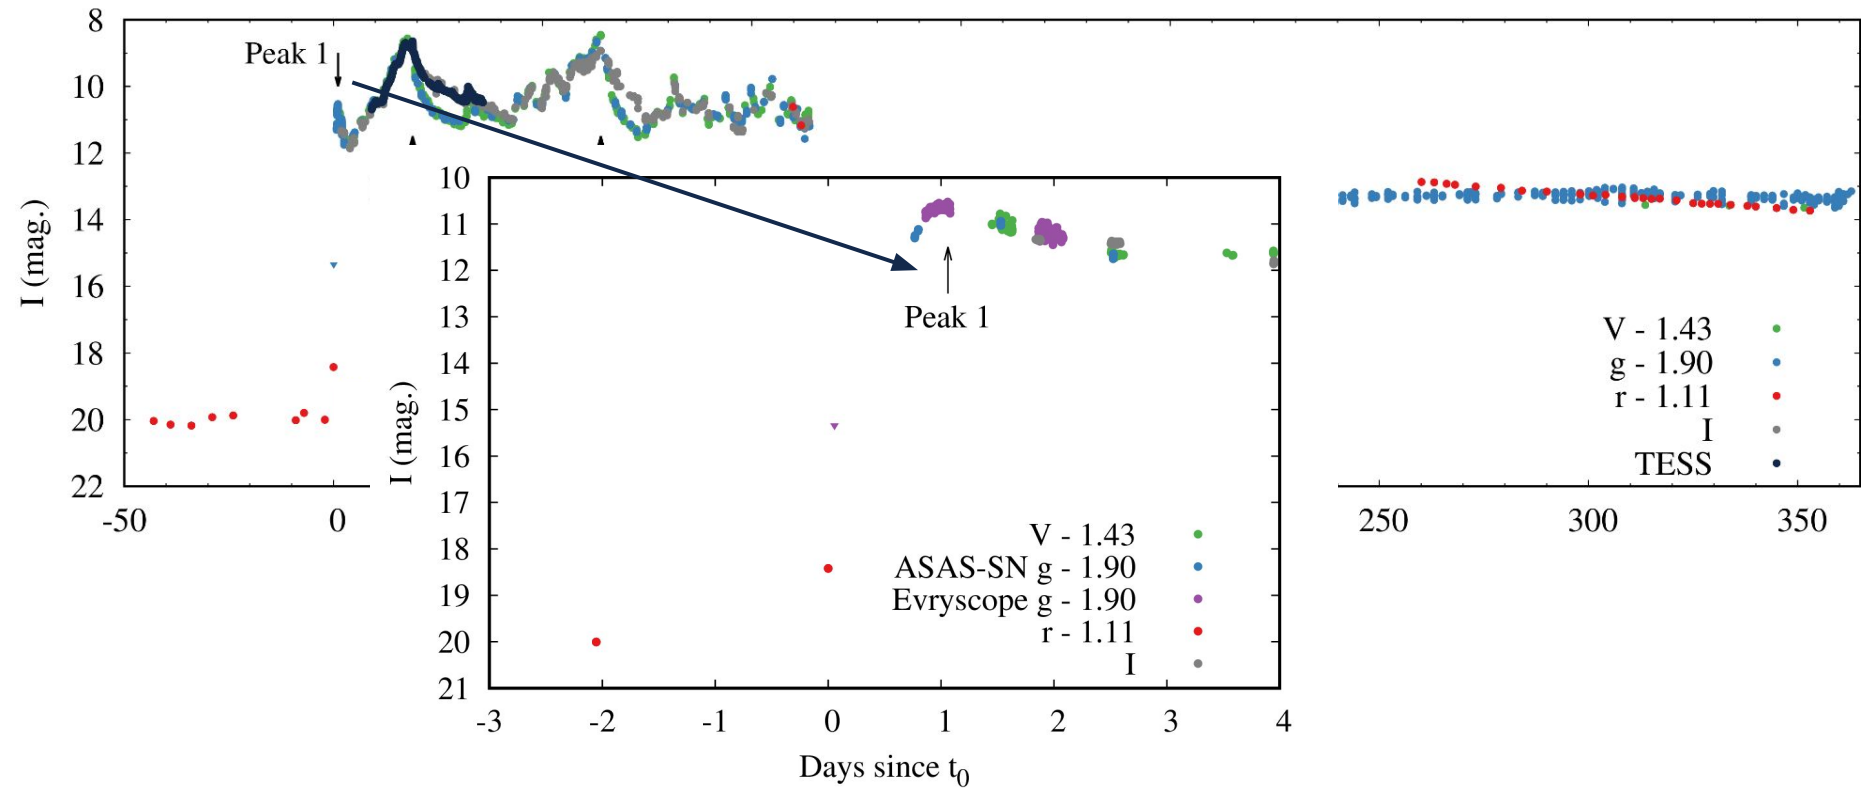 8
10
12
14
16
18
20
22
I (mag.)
Peak 1
-50
0
250
300
350
V - 1.43
g - 1.90
r - 1.11
I
TESS
10
11
12
13
14
15
16
17
18
19
20
21
I (mag.)
Peak 1
V - 1.43
ASAS-SN g - 1.90
Evryscope g - 1.90
r - 1.11
I
-3
-2
-1
0
1
2
3
4
Days since t0